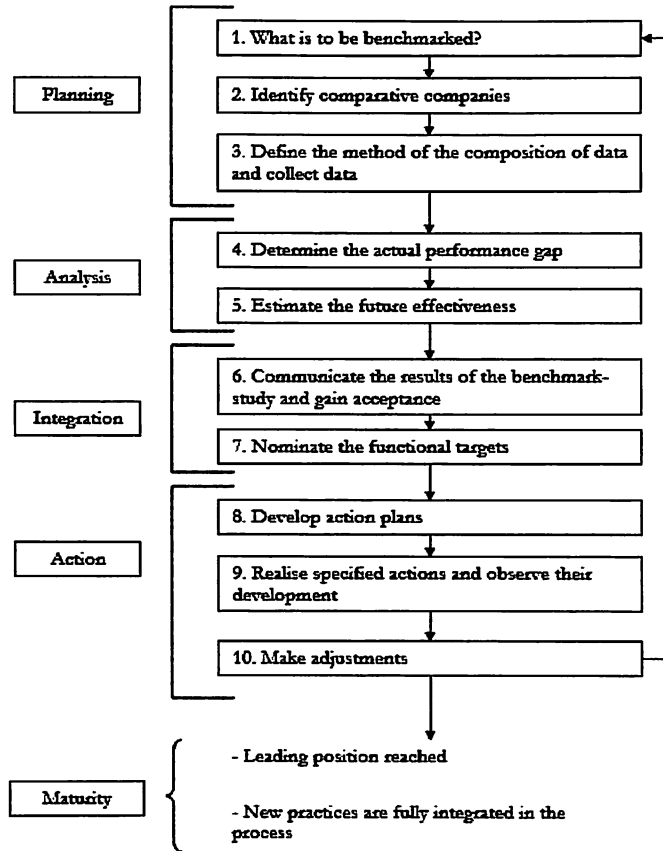 1. What is to be benchmarked?
Planning
2. Identify comparative companies
3. Define the method of the composition of data
and collect data
4. Determine the actual performance gap
Analysis
5. Estimate the future effectiveness
6. Communicate the results of the benchmark-
study and gain acceptance
Integration
7. Nominate the functional targets
8. Develop action plans
Action
9. Realise specified actions and observe their
development
10. Make adjustments
- Leading position reached
Maturity
- New practices are fully integrated in the
process